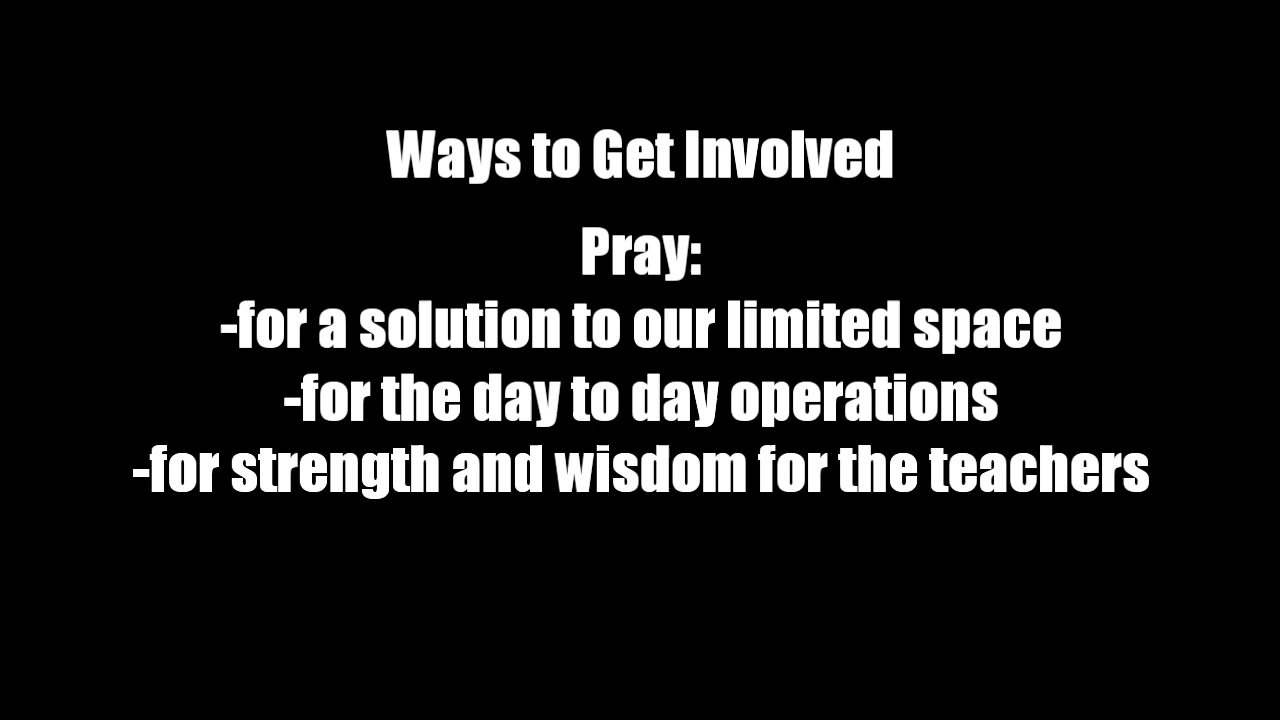 Ways to Get Involved
Pray:
-for a solution to our limited space
-for the day to day operations
-for strength and wisdom for the teachers